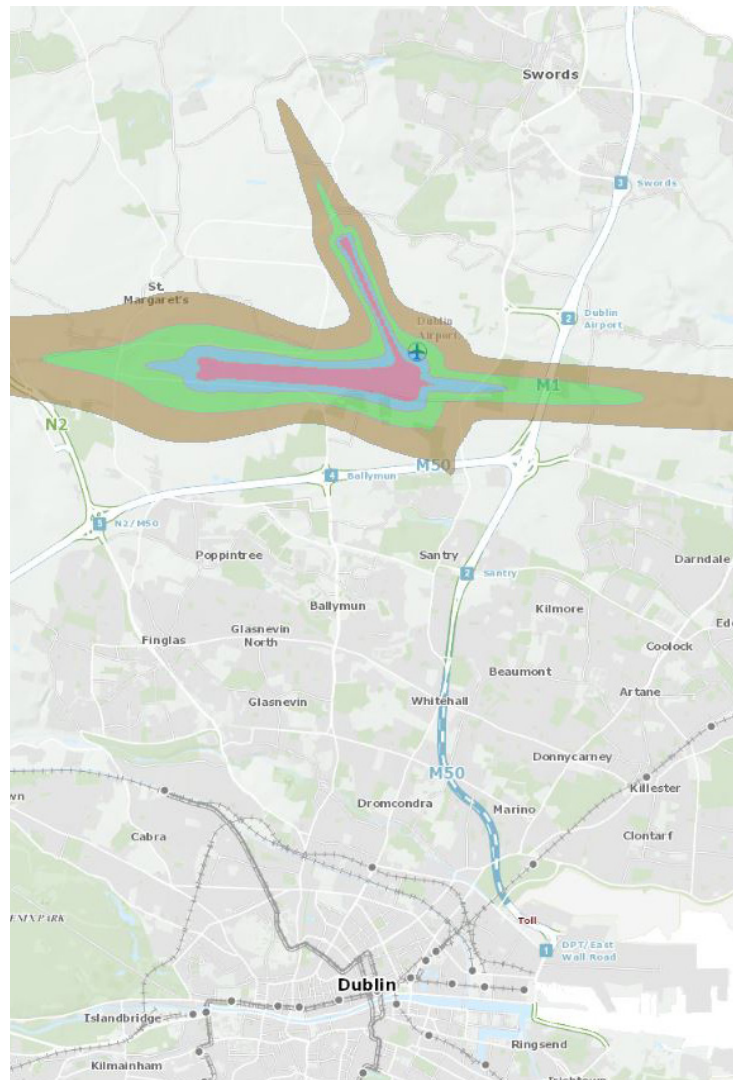 Swords
3 Swords
St.
Margaret's
2 Dublin
Airport
Dublin
Airport
M1
N2
M50
4 Ballymun
5 N2/M50
Poppintree
Santry
Darndale
2 Santry
Ballymun
Kilmore
Glasnevin
North
Finglas
Coolock
Beaumont
Artane
Glasnevin
Whitehall
Donnycarney
M50
Killester
Dromcondra
Marino
Cabra
Clontarf
Toll
1 DPT/East
Wall Road
Dublin
Islandbridge
Ringsend
Kilmainham